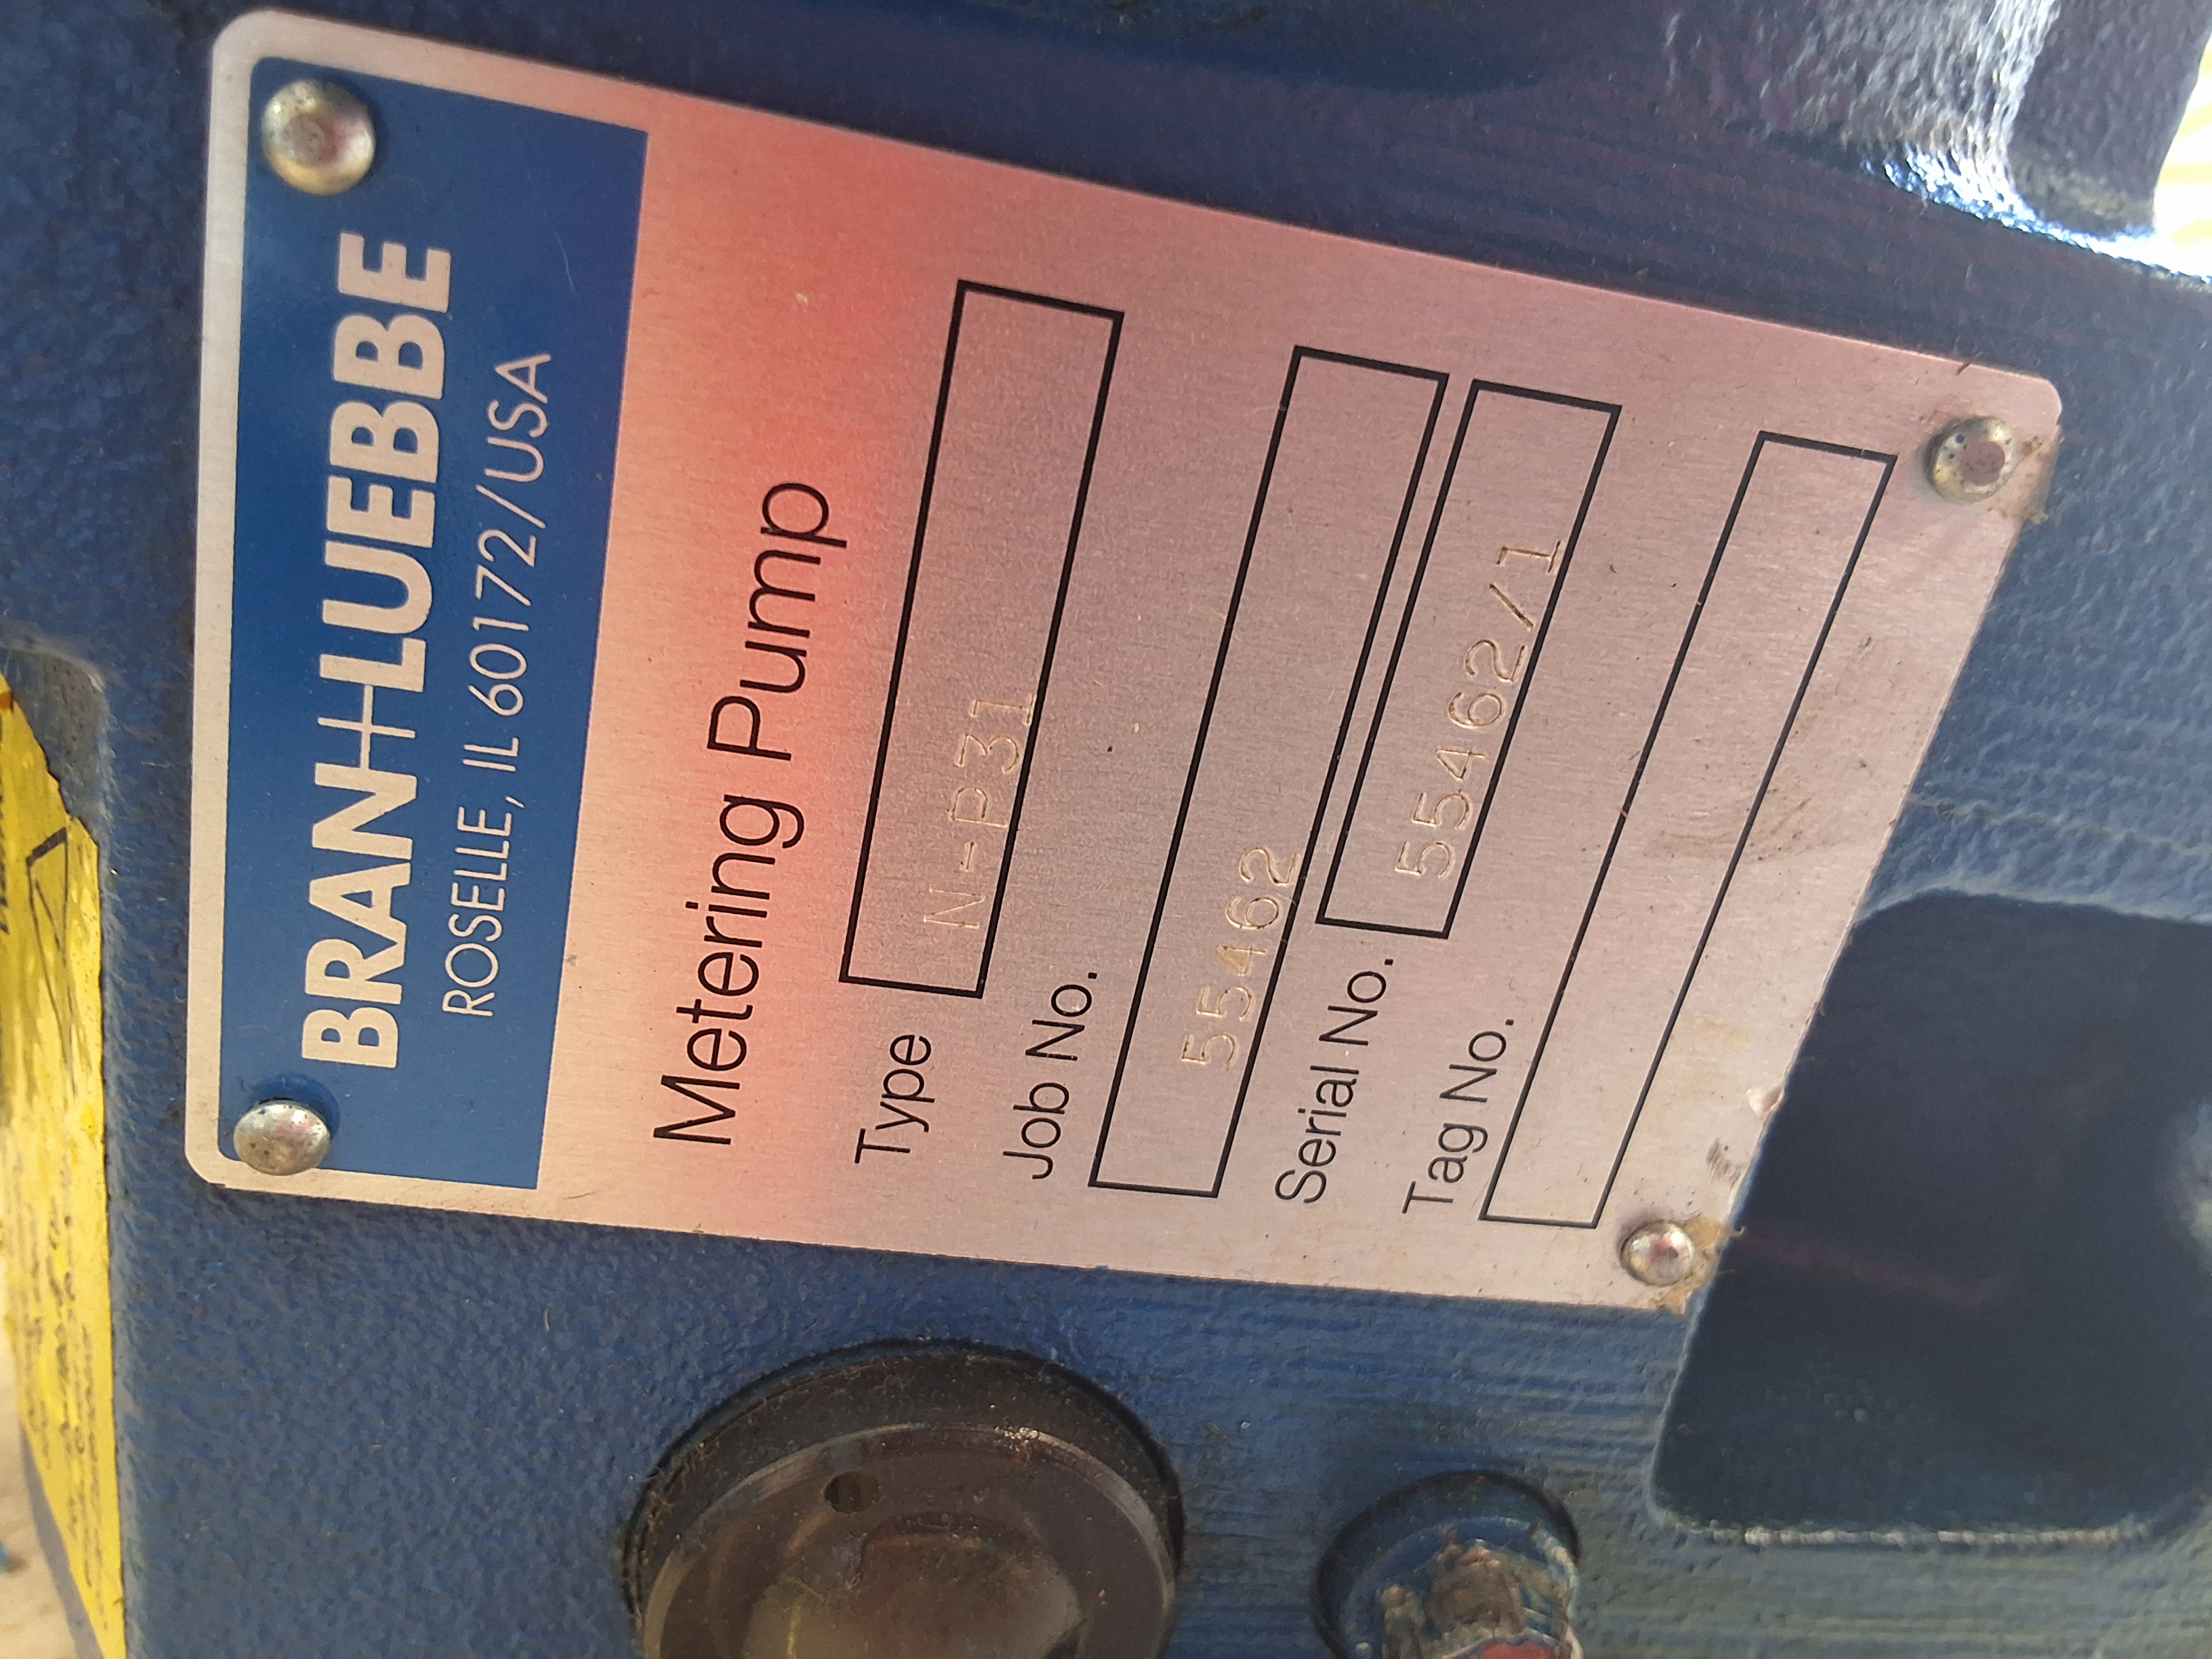 BRAN+LUEBBE
ROSELLE, IL 60172/USA
Metering Pump
Type N-P31
Job No.
55462
Serial No. 55462/1
Tag No.